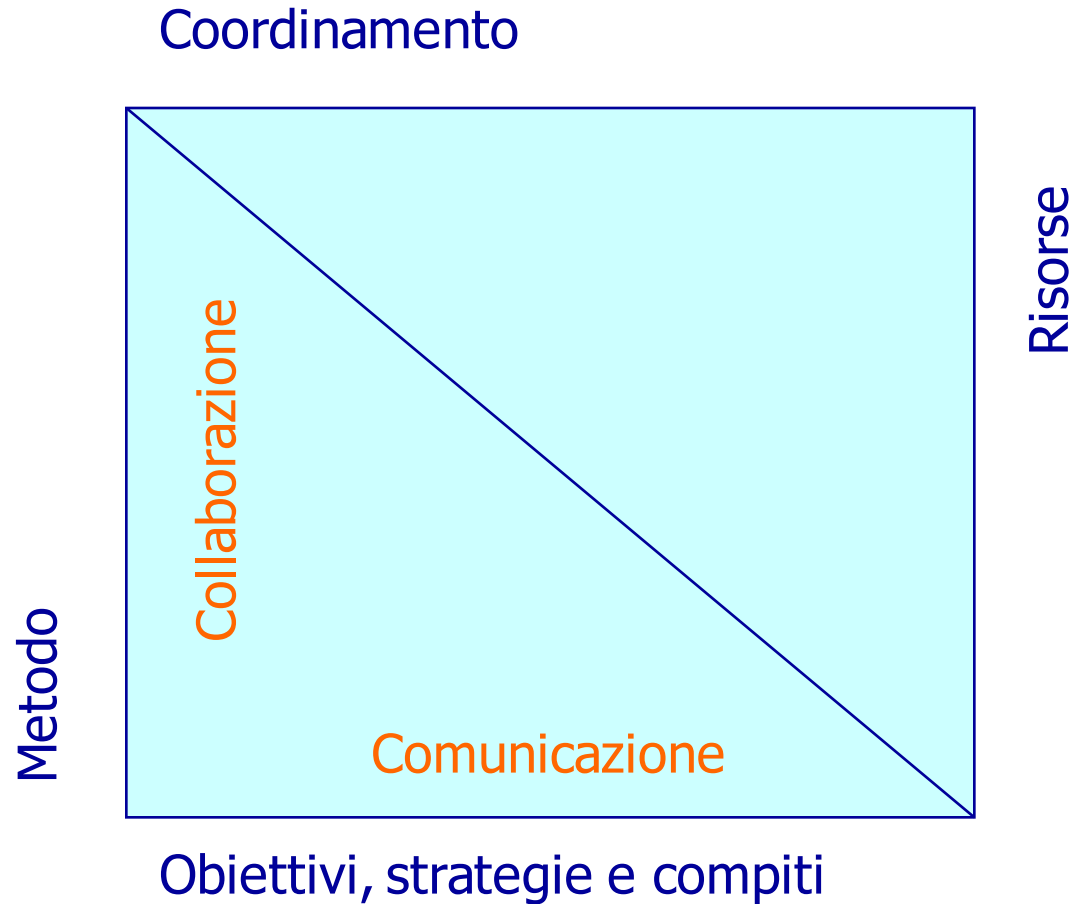 Coordinamento
Risorse
Collaborazione
Metodo
Comunicazione
Obiettivi, strategie e compiti